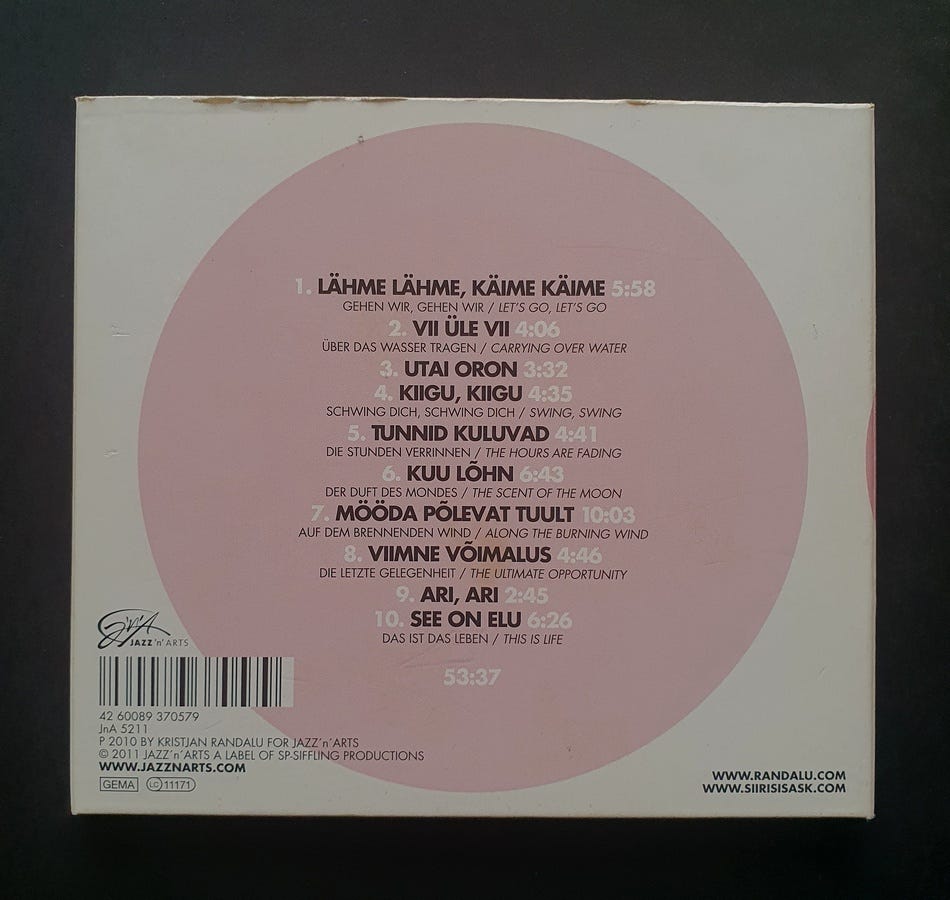 1. LÄHME LÄHME, KÄIME KÄIME 5:58
GEHEN WIR, GEHEN WIR / LET'S GO, LET'S GO
2. VII ÜLE VII 4:06
ÜBER DAS WASSER TRAGEN / CARRYING OVER WATER
3. UTAI ORON 3:32
4. KIIGU, KIIGU 4:35
SCHWING DICH, SCHWING DICH / SWING, SWING
5. TUNNID KULUVAD 4:41
DIE STUNDEN VERRINNEN / THE HOURS ARE FADING
6. KUU LÕHN 6:43
DER DUFT DES MONDES / THE SCENT OF THE MOON
7. MÖÖDA PÕLEVAT TUULT 10:03
AUF DEM BRENNENDEN WIND / ALONG THE BURNING WIND
8. VIIMNE VÕIMALUS 4:46
DIE LETZTE GELEGENHEIT / THE ULTIMATE OPPORTUNITY
9. ARI, ARI 2:45
10. SEE ON ELU 6:26
DAS IST DAS LEBEN / THIS IS LIFE
53:37
J'n'A
JAZZ'n'ARTS
42 60089 370579
JnA 5211
P 2010 BY KRISTJAN RANDALU FOR JAZZ´n´ARTS
© 2011 JAZZ´n´ARTS A LABEL OF SP-SIFFLING PRODUCTIONS
WWW.JAZZNARTS.COM
GEMA LC 11171
WWW.RANDALU.COM
WWW.SIIRISISASK.COM